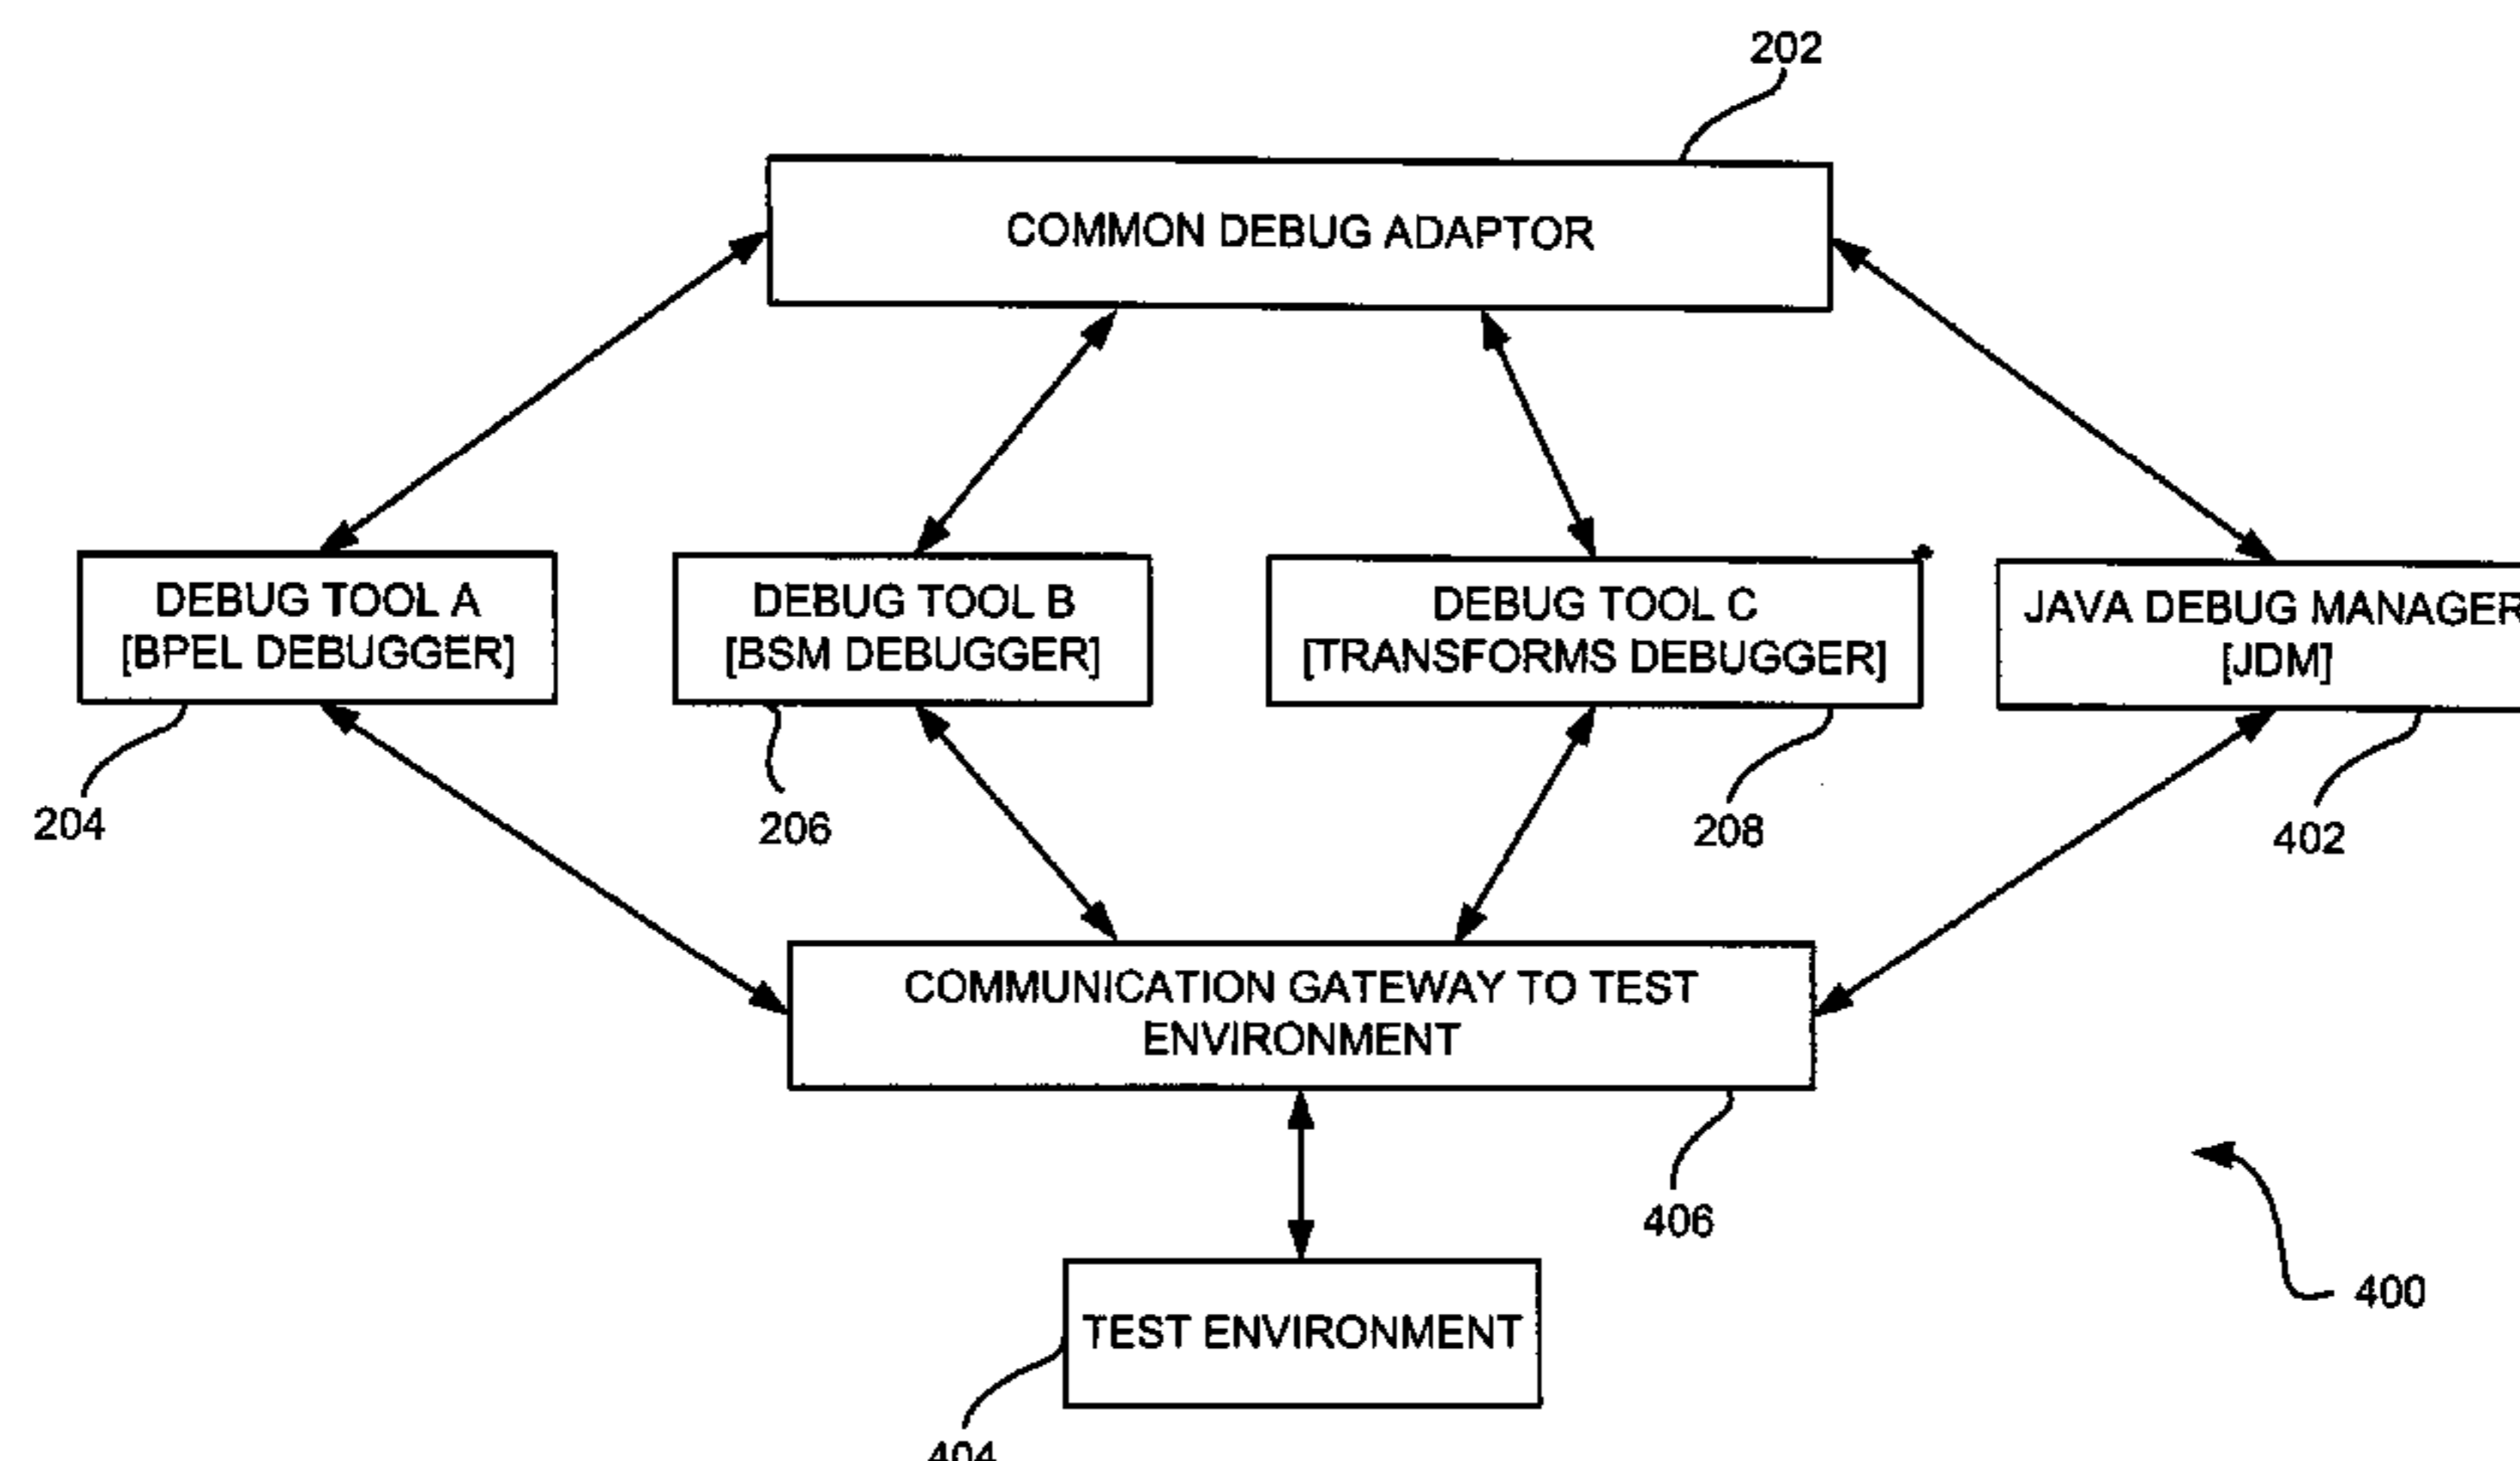 202
COMMON DEBUG ADAPTOR
DEBUG TOOL A
[BPEL DEBUGGER]
DEBUG TOOL B
[BSM DEBUGGER]
DEBUG TOOL C
[TRANSFORMS DEBUGGER]
JAVA DEBUG MANAGER
[JDM]
204
206
208
402
COMMUNICATION GATEWAY TO TEST
ENVIRONMENT
406
400
TEST ENVIRONMENT
404